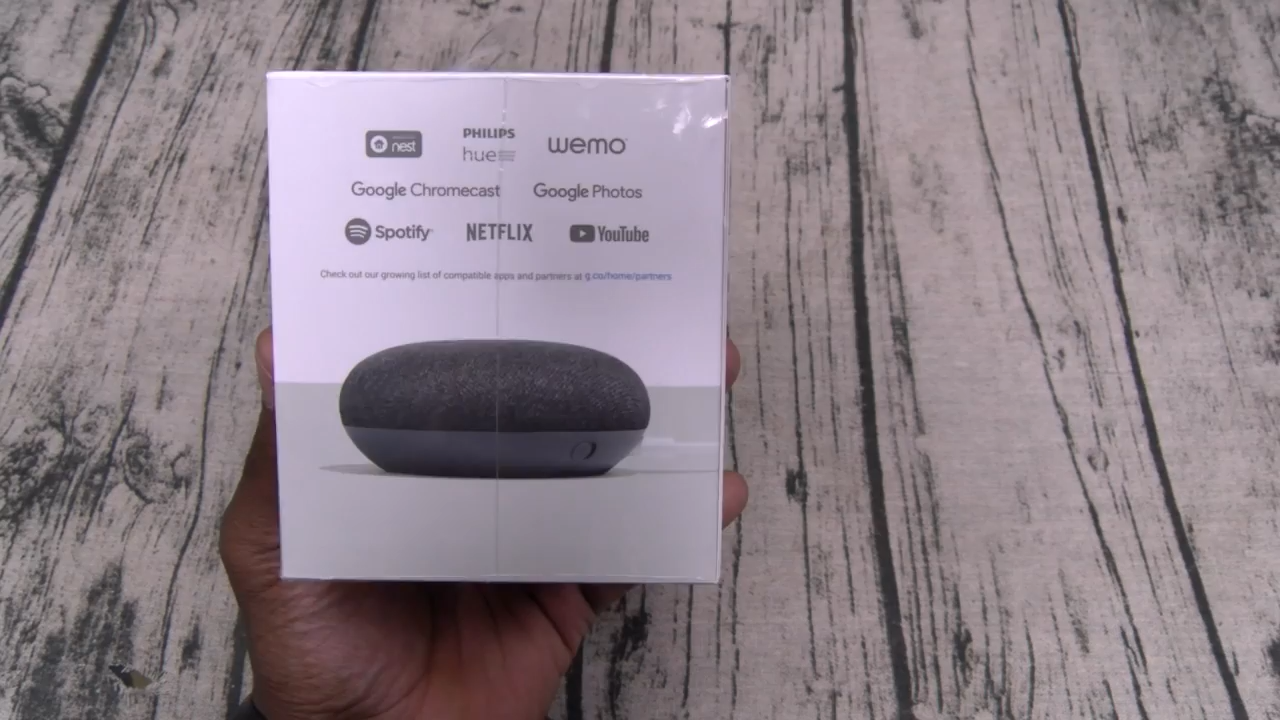 nest
PHILIPS
hue
wemo
Google Chromecast
Google Photos
Spotify
NETFLIX
YouTube
Check out our growing list of compatible apps and partners at g.co/home/partners